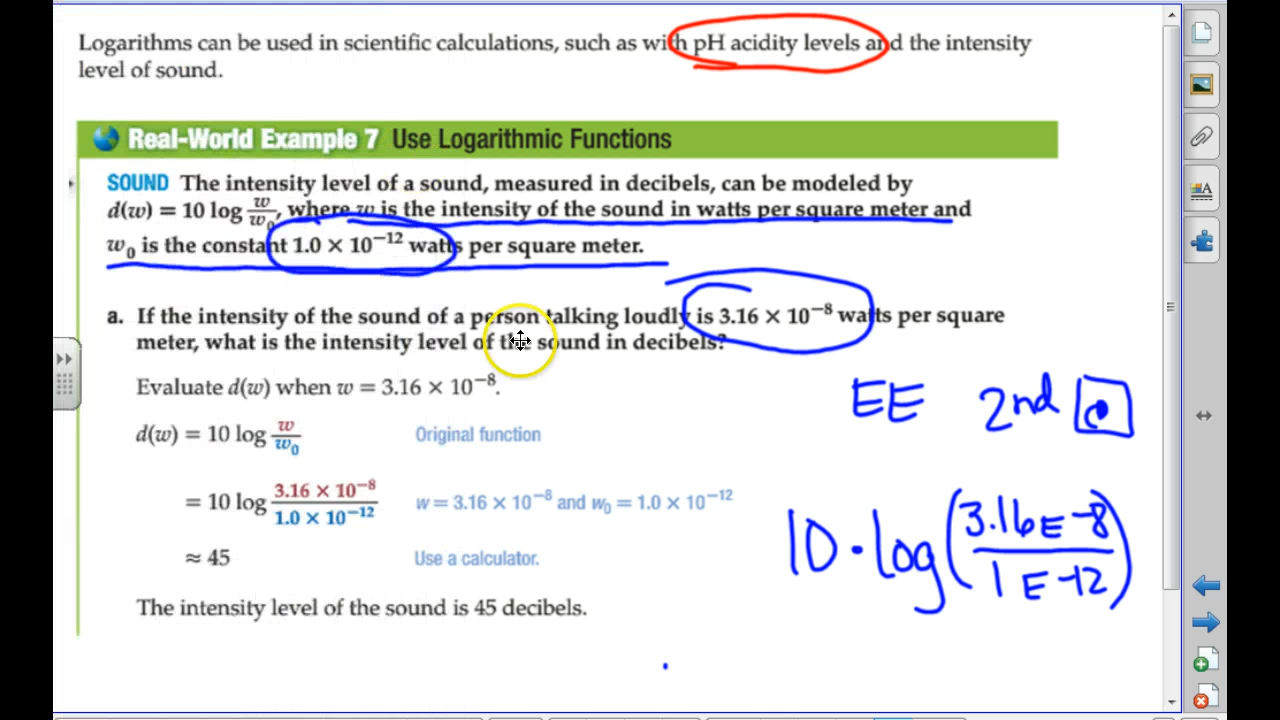 Logarithms can be used in scientific calculations, such as with pH acidity levels and the intensity
level of sound.
Real-World Example 7 Use Logarithmic Functions
SOUND The intensity level of a sound, measured in decibels, can be modeled by
d(w) = 10 log w/w₀, where w is the intensity of the sound in watts per square meter and
w₀ is the constant 1.0 × 10⁻¹² watts per square meter.
a. If the intensity of the sound of a person talking loudly is 3.16 × 10⁻⁸ watts per square
meter, what is the intensity level of the sound in decibels?
Evaluate d(w) when w = 3.16 × 10⁻⁸.
EE 2nd
d(w) = 10 log w/w₀ Original function
= 10 log 3.16 × 10⁻⁸/1.0 × 10⁻¹² w = 3.16 × 10⁻⁸ and w₀ = 1.0 × 10⁻¹²
10 · log(3.16E-8/1E-12)
≈ 45 Use a calculator.
The intensity level of the sound is 45 decibels.